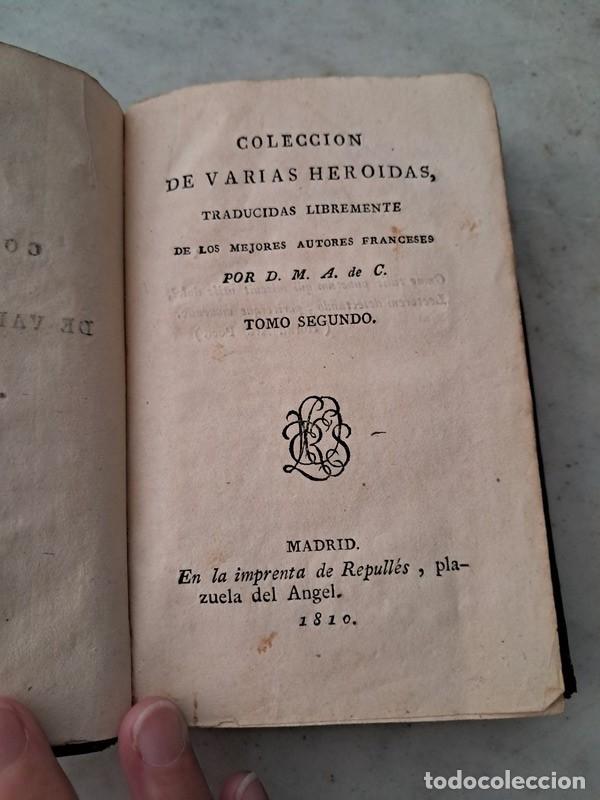 COLECCION
DE VARIAS HEROIDAS,
TRADUCIDAS LIBREMENTE
DE LOS MEJORES AUTORES FRANCESES
POR D. M. A. de C.
TOMO SEGUNDO.
MADRID.
En la imprenta de Repullés, pla-
zuela del Angel.
1810.
todocoleccion